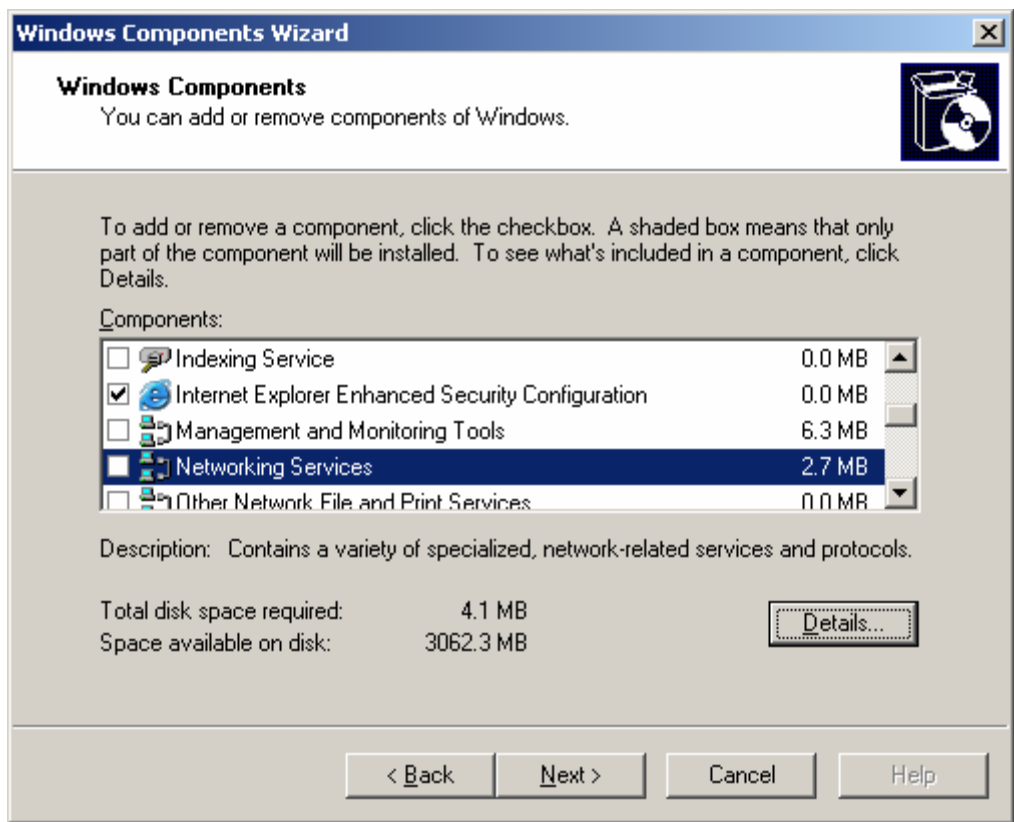 Windows Components Wizard
Windows Components
You can add or remove components of Windows.
To add or remove a component, click the checkbox. A shaded box means that only
part of the component will be installed. To see what's included in a component, click
Details.
Components:
Indexing Service 0.0 MB
Internet Explorer Enhanced Security Configuration 0.0 MB
Management and Monitoring Tools 6.3 MB
Networking Services 2.7 MB
Other Network File and Print Services 0.0 MB
Description: Contains a variety of specialized, network-related services and protocols.
Total disk space required: 4.1 MB
Space available on disk: 3062.3 MB
Details...
< Back Next > Cancel Help